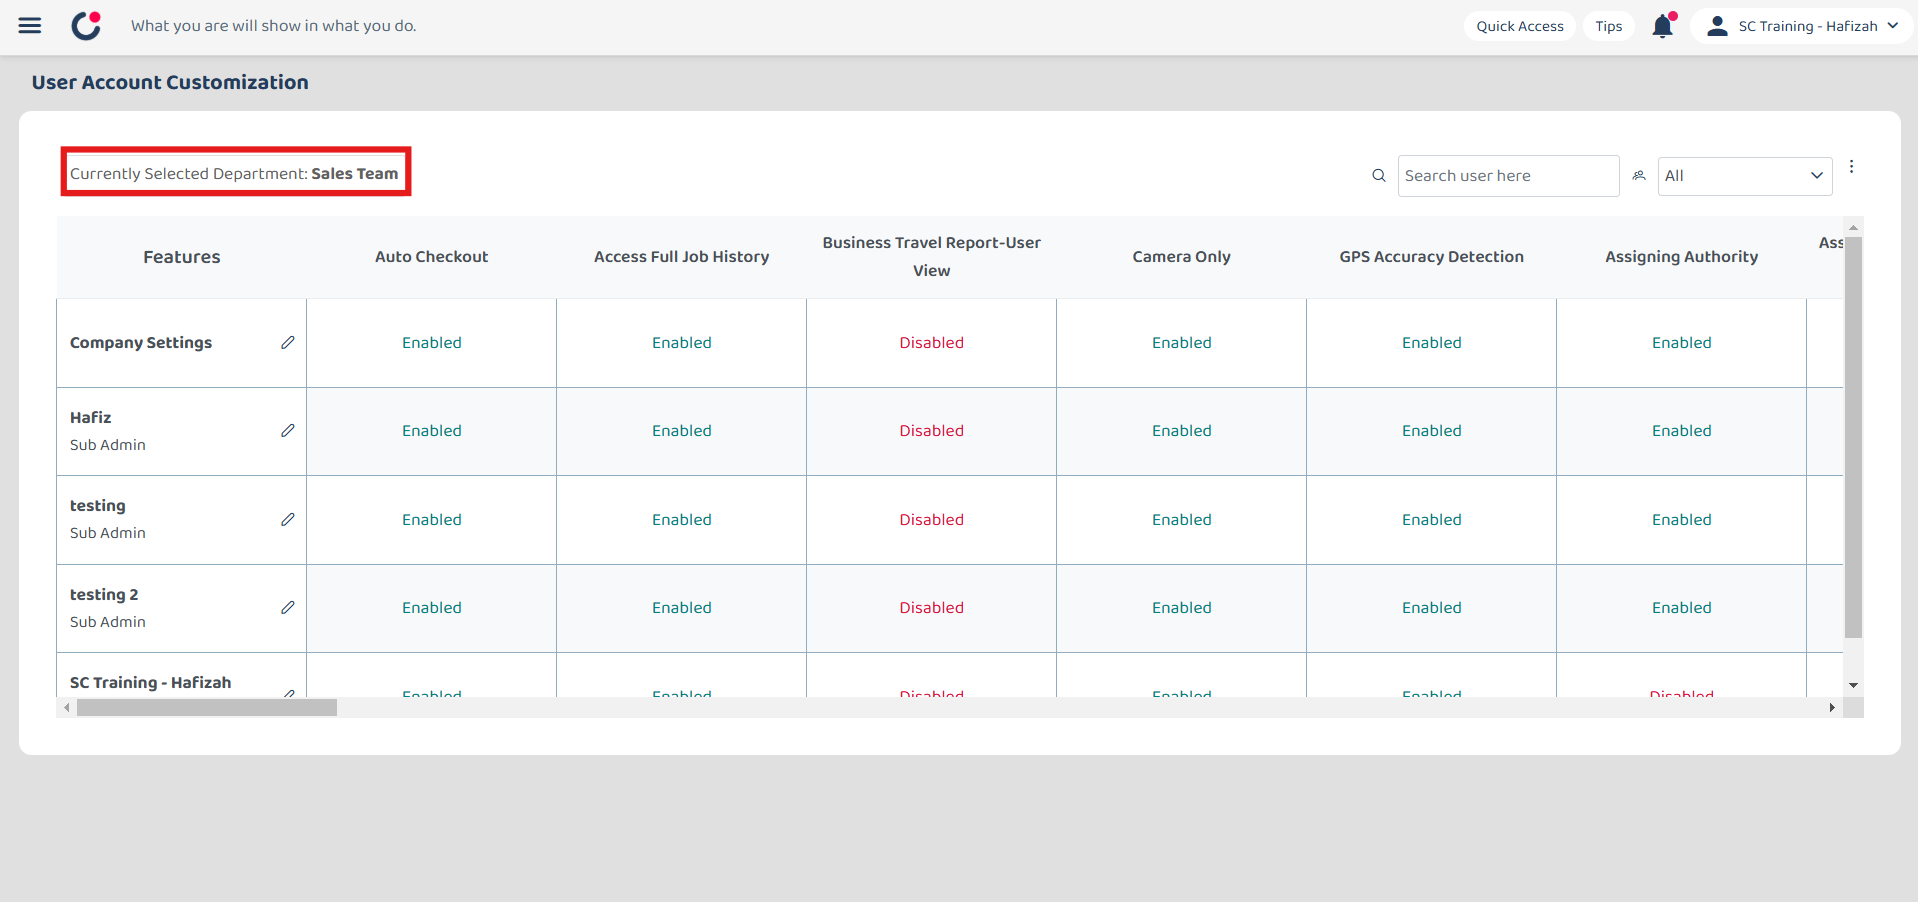 What you are will show in what you do.
Quick Access
Tips
SC Training - Hafizah
User Account Customization
Currently Selected Department: Sales Team
Search user here
All
Features
Auto Checkout
Access Full Job History
Business Travel Report-User
View
Camera Only
GPS Accuracy Detection
Assigning Authority
Ass
Company Settings
Enabled
Enabled
Disabled
Enabled
Enabled
Enabled
Hafiz
Sub Admin
Enabled
Enabled
Disabled
Enabled
Enabled
Enabled
testing
Sub Admin
Enabled
Enabled
Disabled
Enabled
Enabled
Enabled
testing 2
Sub Admin
Enabled
Enabled
Disabled
Enabled
Enabled
Enabled
SC Training - Hafizah
Enabled
Enabled
Disabled
Enabled
Enabled
Disabled